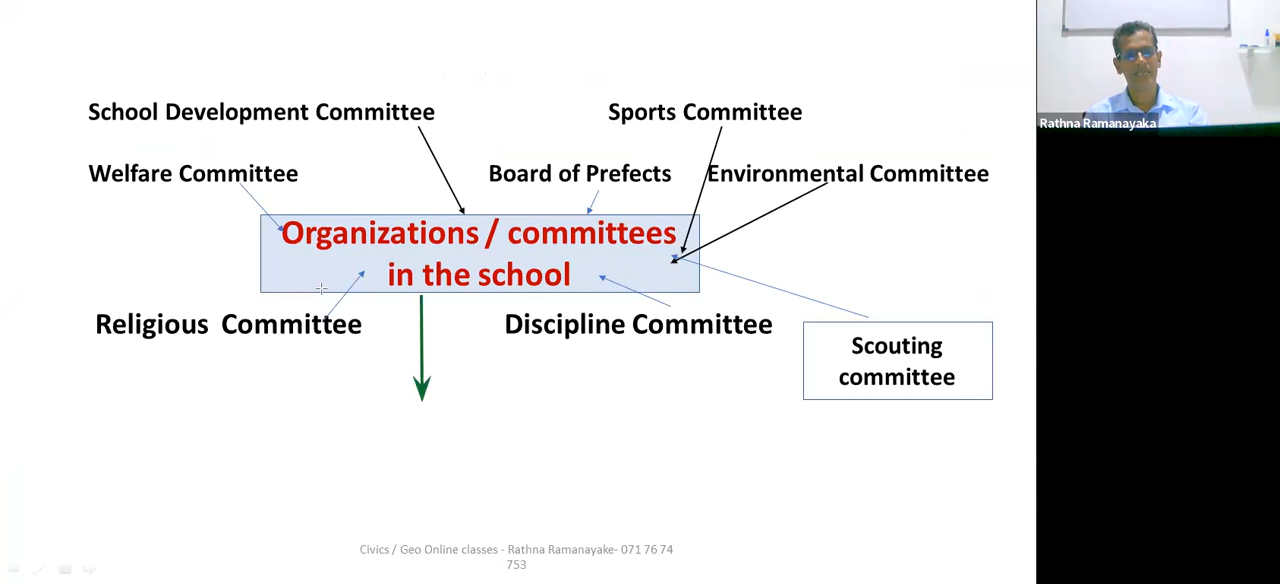 School Development Committee
Sports Committee
Rathna Ramanayaka
Welfare Committee
Board of Prefects
Environmental Committee
Organizations / committees
in the school
Religious Committee
Discipline Committee
Scouting
committee
Civics / Geo Online classes - Rathna Ramanayake- 071 76 74
753